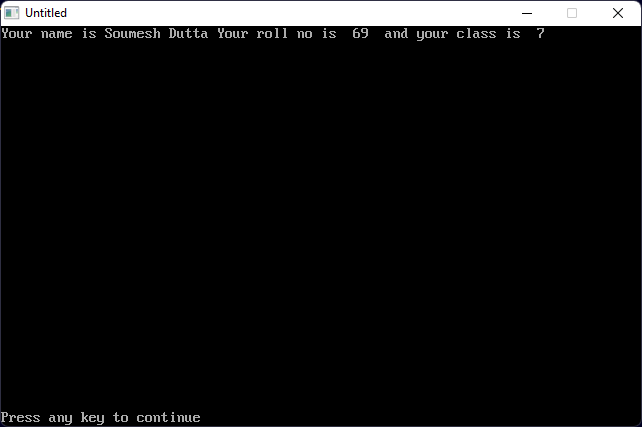 Untitled
Your name is Soumesh Dutta Your roll no is  69  and your class is  7
Press any key to continue